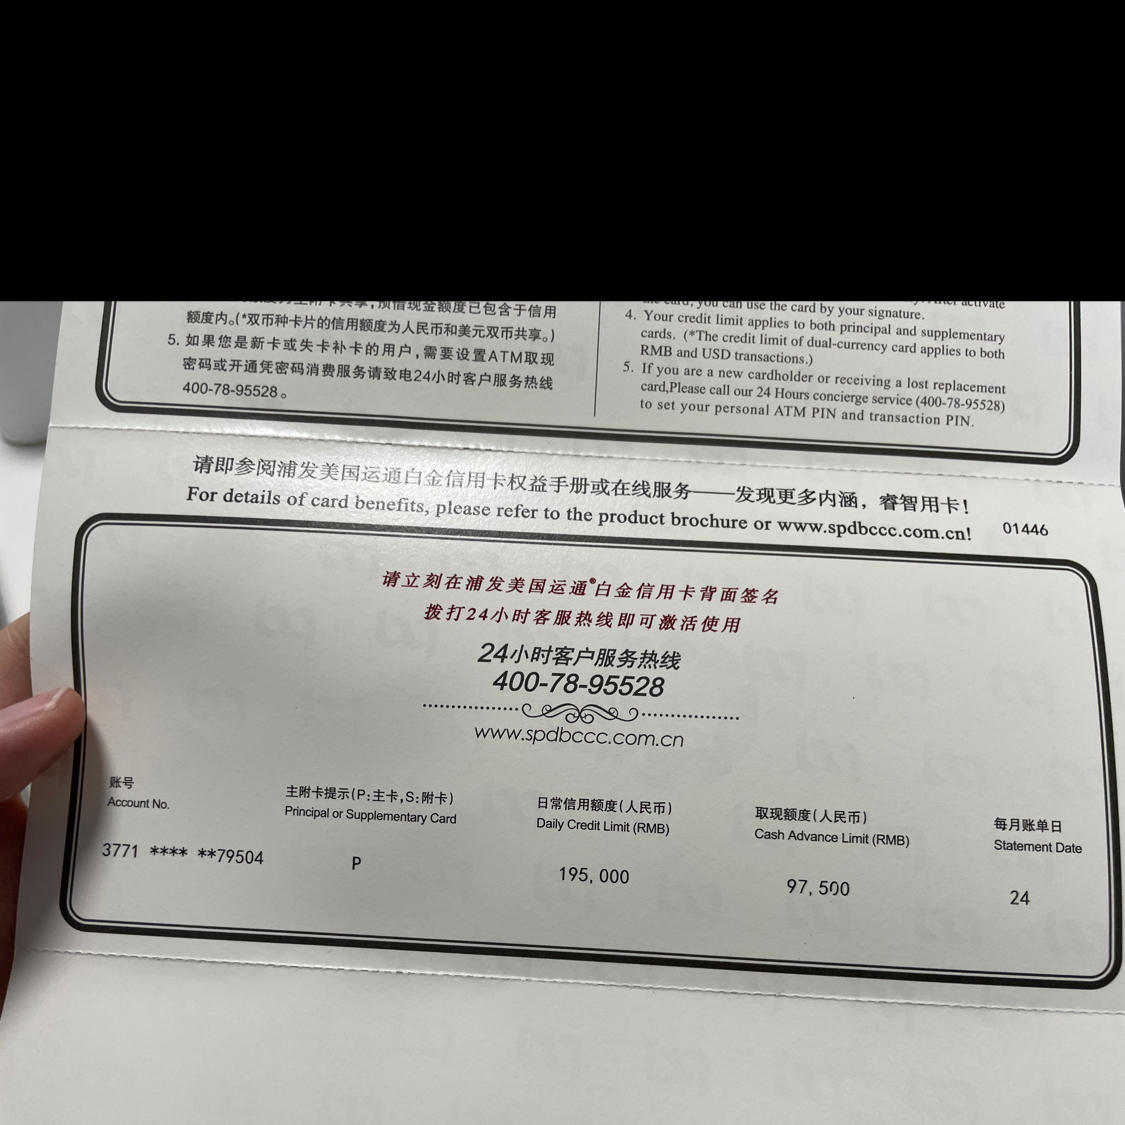 额度内。(*双币种卡片的信用额度为人民币和美元双币共享。)
5. 如果您是新卡或失卡补卡的用户,需要设置ATM取现
密码或开通凭密码消费服务请致电24小时客户服务热线
400-78-95528。
the card, you can use the card by your signature.
4. Your credit limit applies to both principal and supplementary
cards. (*The credit limit of dual-currency card applies to both
RMB and USD transactions.)
5. If you are a new cardholder or receiving a lost replacement
card,Please call our 24 Hours concierge service (400-78-95528)
to set your personal ATM PIN and transaction PIN.
请即参阅浦发美国运通白金信用卡权益手册或在线服务——发现更多内涵，睿智用卡！
For details of card benefits, please refer to the product brochure or www.spdbccc.com.cn!
01446
请立刻在浦发美国运通®白金信用卡背面签名
拨打24小时客服热线即可激活使用
24小时客户服务热线
400-78-95528
www.spdbccc.com.cn
账号
Account No.
3771 **** **79504
主附卡提示(P:主卡,S:附卡)
Principal or Supplementary Card
P
日常信用额度(人民币)
Daily Credit Limit (RMB)
195,000
取现额度(人民币)
Cash Advance Limit (RMB)
97,500
每月账单日
Statement Date
24